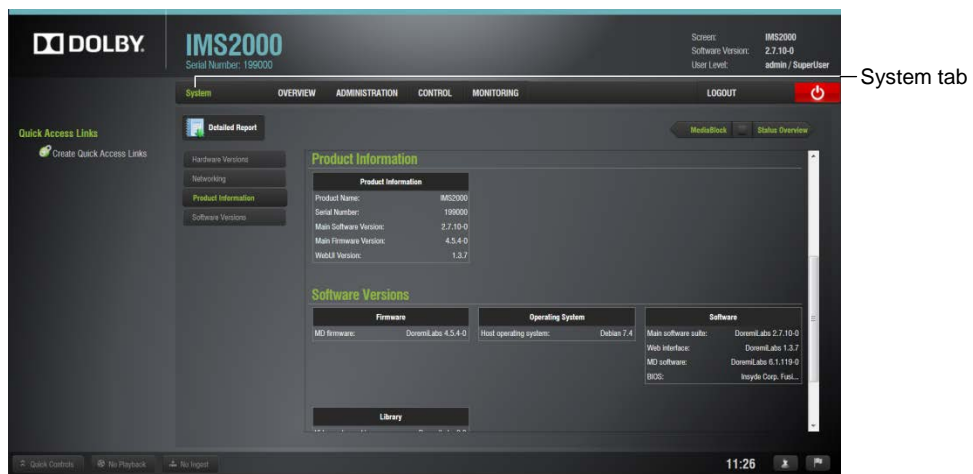 DOLBY.
IMS2000
Serial Number: 199000
Screen: IMS2000
Software Version: 2.7.10-0
User Level: admin / SuperUser
System tab
System OVERVIEW ADMINISTRATION CONTROL MONITORING LOGOUT
Quick Access Links
Create Quick Access Links
Detailed Report
MediaBlock Status Overview
Hardware Versions
Networking
Product Information
Software Versions
Product Information
Product Information
Product Name: IMS2000
Serial Number: 199000
Main Software Version: 2.7.10-0
Main Firmware Version: 4.5.4-0
WebUI Version: 1.3.7
Software Versions
Firmware
MD firmware: DoremiLabs 4.5.4-0
Operating System
Host operating system: Debian 7.4
Software
Main software suite: DoremiLabs 2.7.10-0
Web interface: DoremiLabs 1.3.7
MD software: DoremiLabs 6.1.119-0
BIOS: Insyde Corp. Fusi...
Library
Quick Controls No Playback No Ingest 11:26